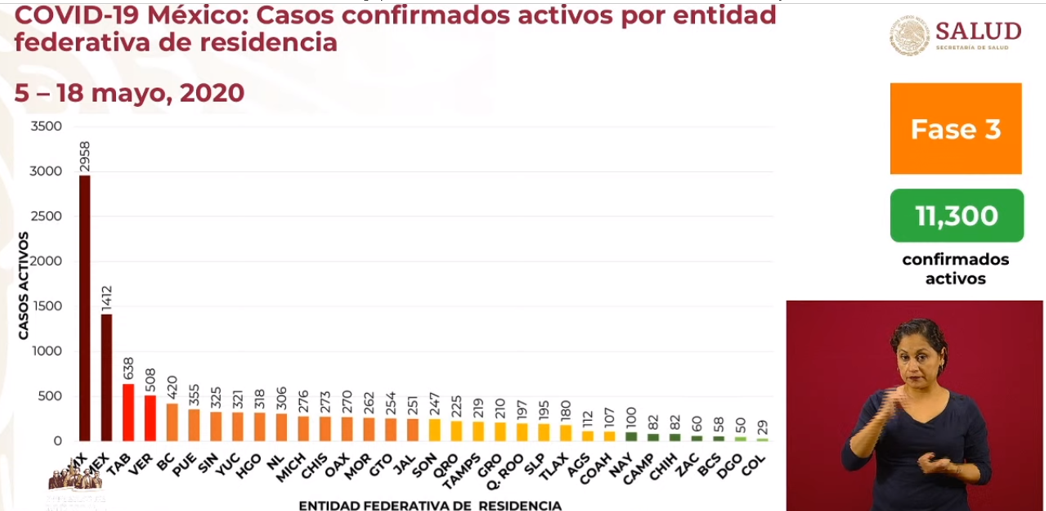 COVID-19 México: Casos confirmados activos por entidad
federativa de residencia
5 – 18 mayo, 2020
SALUD
SECRETARÍA DE SALUD
Fase 3
11,300
confirmados
activos
CASOS ACTIVOS
3500
3000
2500
2000
1500
1000
500
0
2958
1412
638
508
420
355
325
321
318
306
276
273
270
262
254
251
247
225
219
210
197
195
180
112
107
100
82
82
60
58
50
29
MEX
TAB
VER
BC
PUE
SIN
YUC
HGO
NL
MICH
CHIS
OAX
MOR
GTO
JAL
SON
QRO
TAMPS
GRO
Q. ROO
SLP
TLAX
AGS
COAH
NAY
CAMP
CHIH
ZAC
BCS
DGO
COL
ENTIDAD FEDERATIVA DE RESIDENCIA